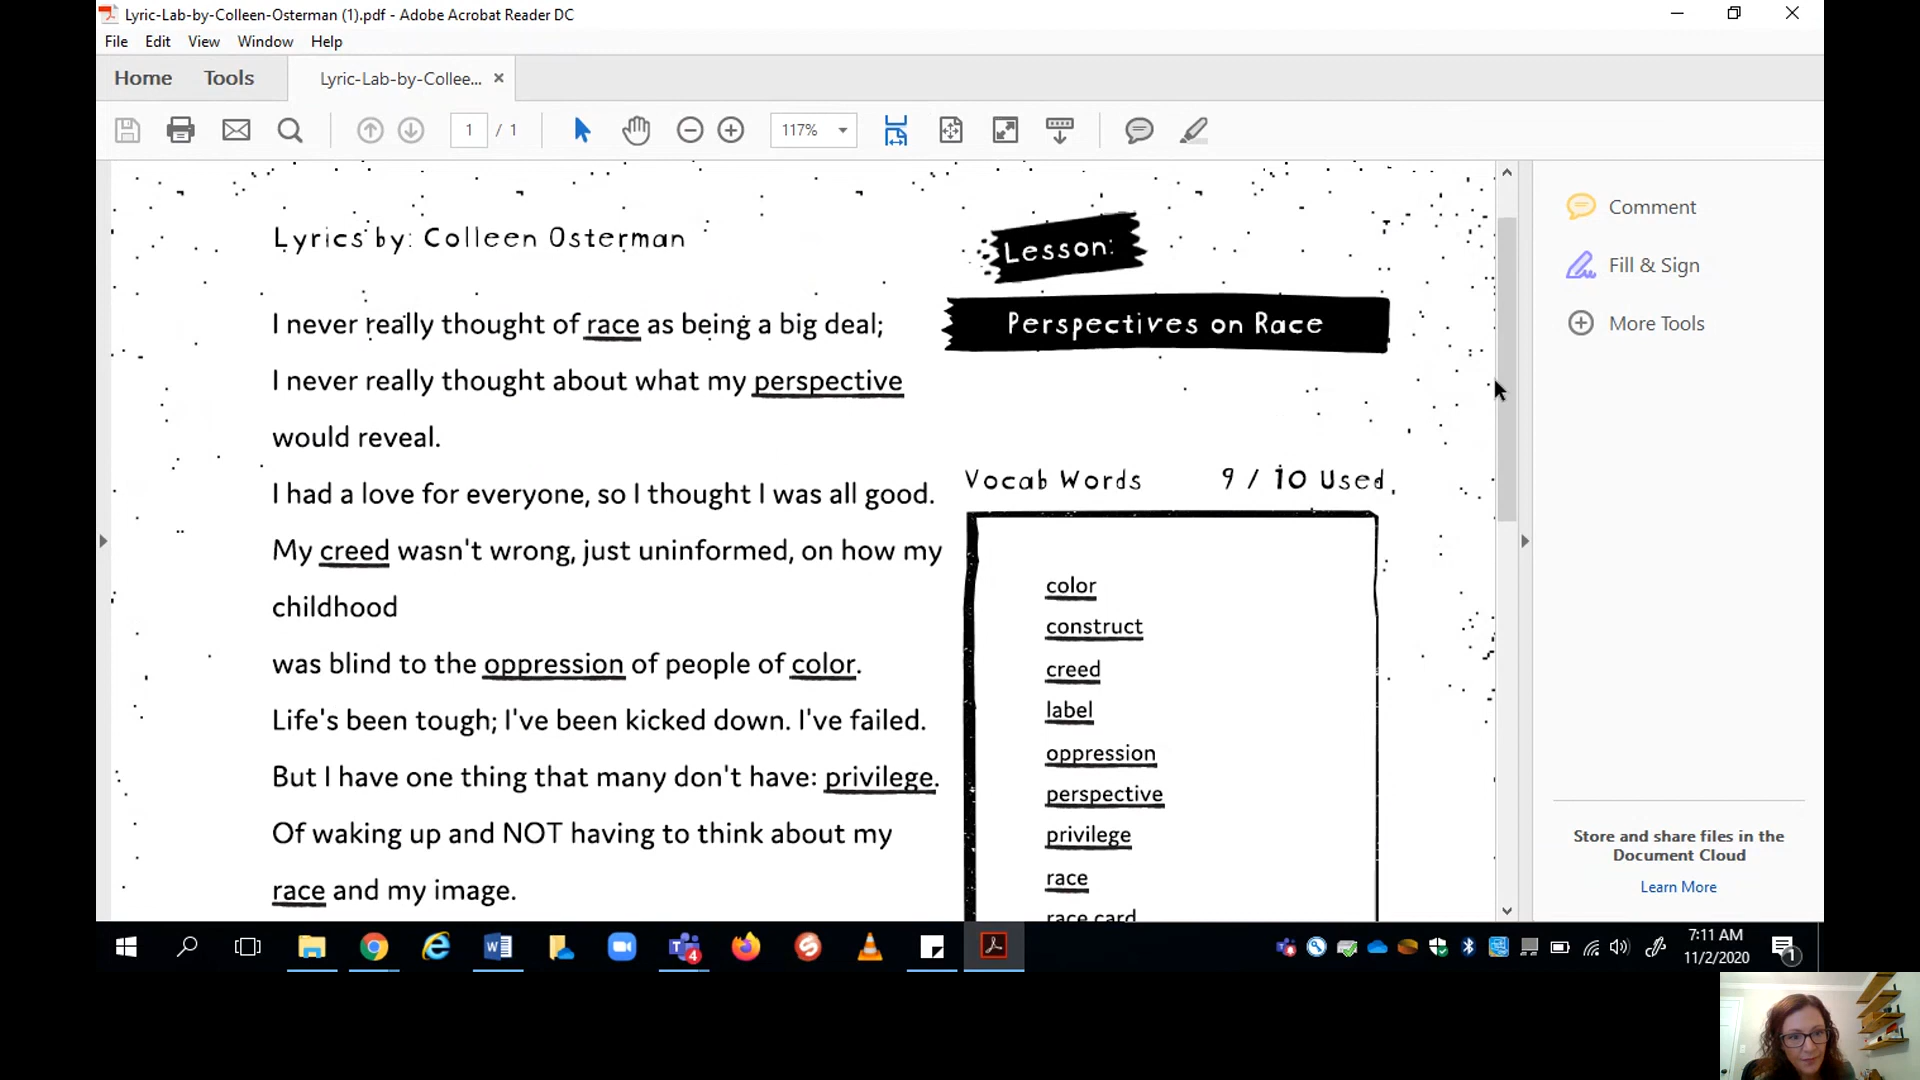 Lyric-Lab-by-Colleen-Osterman (1).pdf - Adobe Acrobat Reader DC
File Edit View Window Help
Home Tools Lyric-Lab-by-Collee... ×
1 / 1 117%
Lyrics by: Colleen Osterman
I never really thought of race as being a big deal;
I never really thought about what my perspective
would reveal.
I had a love for everyone, so I thought I was all good.
My creed wasn't wrong, just uninformed, on how my
childhood
was blind to the oppression of people of color.
Life's been tough; I've been kicked down. I've failed.
But I have one thing that many don't have: privilege.
Of waking up and NOT having to think about my
race and my image.
Lesson:
Perspectives on Race
Vocab Words 9 / 10 Used
color
construct
creed
label
oppression
perspective
privilege
race
race card
Comment
Fill & Sign
More Tools
Store and share files in the
Document Cloud
Learn More
4
7:11 AM
11/2/2020
1